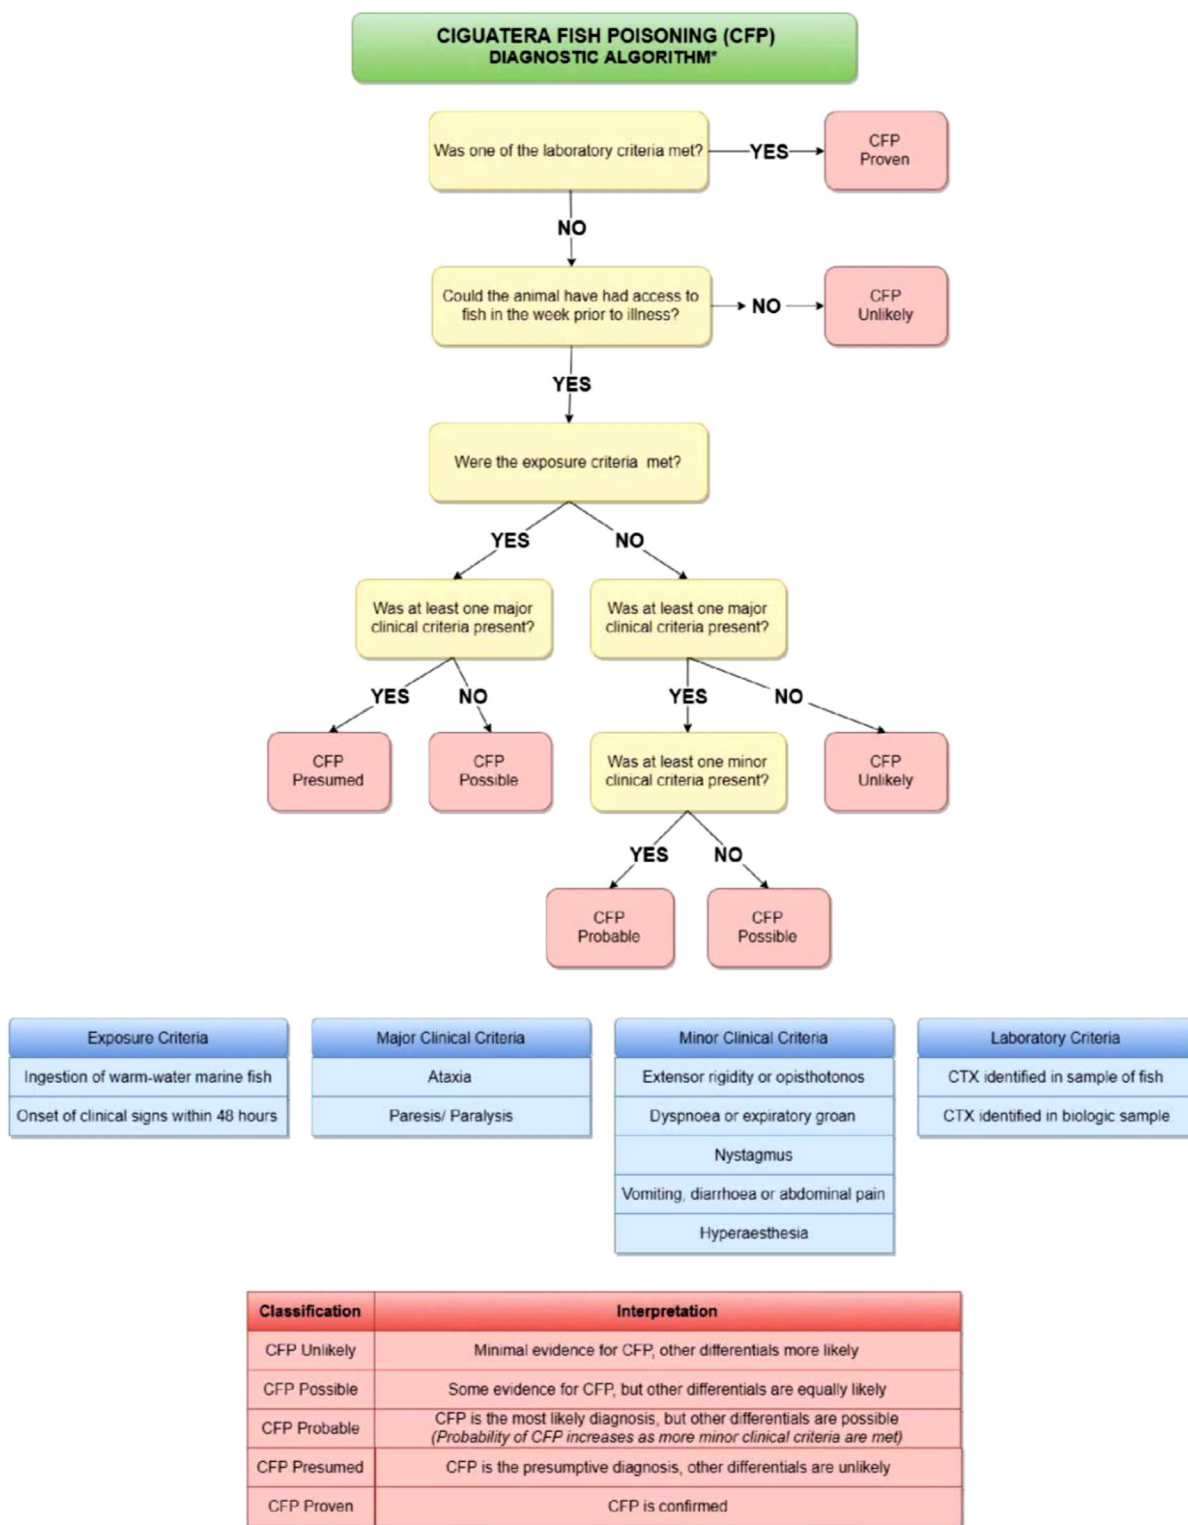 CIGUATERA FISH POISONING (CFP)
DIAGNOSTIC ALGORITHM*
Was one of the laboratory criteria met?
YES
CFP
Proven
NO
Could the animal have had access to
fish in the week prior to illness?
NO
CFP
Unlikely
YES
Were the exposure criteria met?
YES
NO
Was at least one major
clinical criteria present?
Was at least one major
clinical criteria present?
YES
NO
YES
NO
CFP
Presumed
CFP
Possible
Was at least one minor
clinical criteria present?
CFP
Unlikely
YES
NO
CFP
Probable
CFP
Possible
Exposure Criteria
Ingestion of warm-water marine fish
Onset of clinical signs within 48 hours
Major Clinical Criteria
Ataxia
Paresis/ Paralysis
Minor Clinical Criteria
Extensor rigidity or opisthotonos
Dyspnoea or expiratory groan
Nystagmus
Vomiting, diarrhoea or abdominal pain
Hyperaesthesia
Laboratory Criteria
CTX identified in sample of fish
CTX identified in biologic sample
Classification Interpretation
CFP Unlikely Minimal evidence for CFP, other differentials more likely
CFP Possible Some evidence for CFP, but other differentials are equally likely
CFP Probable CFP is the most likely diagnosis, but other differentials are possible
(Probability of CFP increases as more minor clinical criteria are met)
CFP Presumed CFP is the presumptive diagnosis, other differentials are unlikely
CFP Proven CFP is confirmed